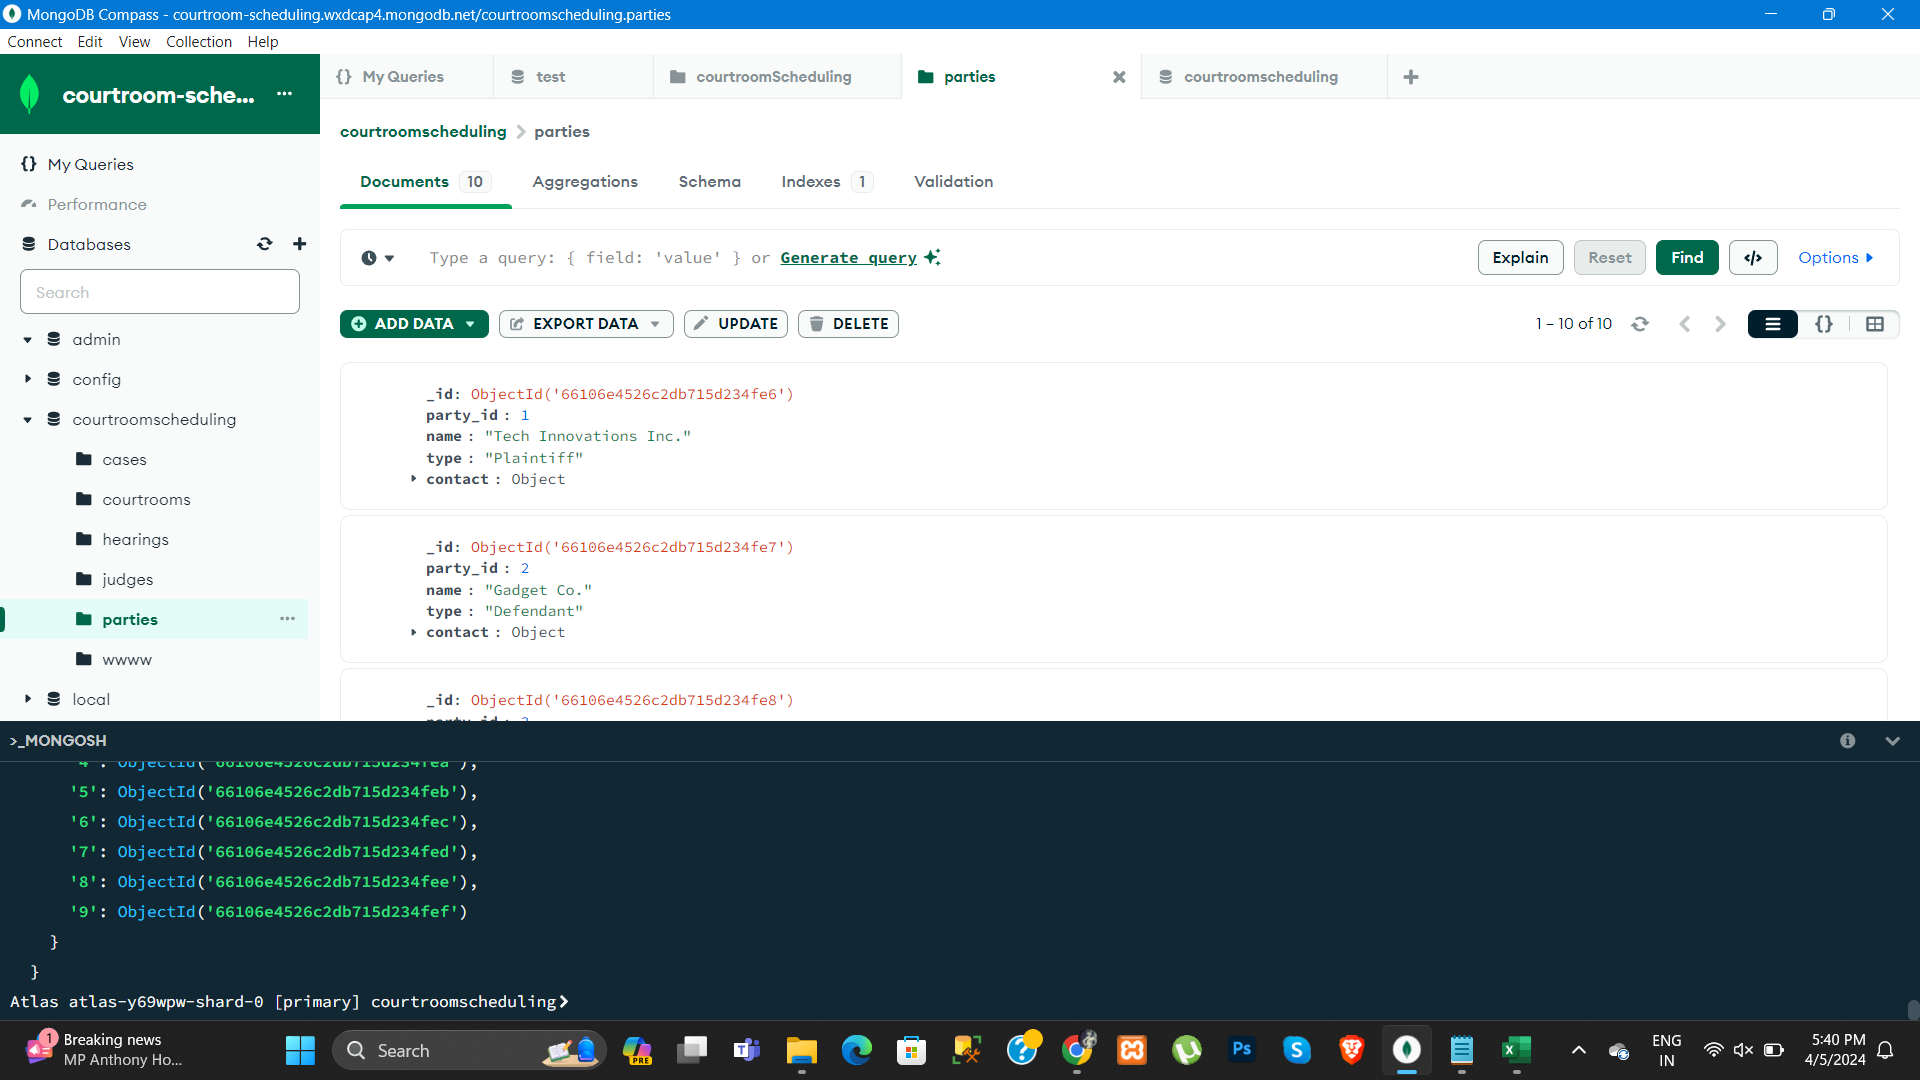 MongoDB Compass - courtroom-scheduling.wxdcap4.mongodb.net/courtroomscheduling.parties
Connect Edit View Collection Help
courtroom-sche... ...
My Queries
Performance
Databases
Search
admin
config
courtroomscheduling
cases
courtrooms
hearings
judges
parties ...
wwww
local
{} My Queries
test
courtroomScheduling
parties
courtroomscheduling
courtroomscheduling > parties
Documents 10 Aggregations Schema Indexes 1 Validation
Type a query: { field: 'value' } or Generate query
Explain Reset Find </> Options
ADD DATA EXPORT DATA UPDATE DELETE
1 – 10 of 10
{}
_id: ObjectId('66106e4526c2db715d234fe6')
party_id : 1
name : "Tech Innovations Inc."
type : "Plaintiff"
contact : Object
_id: ObjectId('66106e4526c2db715d234fe7')
party_id : 2
name : "Gadget Co."
type : "Defendant"
contact : Object
_id: ObjectId('66106e4526c2db715d234fe8')
>_MONGOSH
'4': ObjectId('66106e4526c2db715d234fea'),
'5': ObjectId('66106e4526c2db715d234feb'),
'6': ObjectId('66106e4526c2db715d234fec'),
'7': ObjectId('66106e4526c2db715d234fed'),
'8': ObjectId('66106e4526c2db715d234fee'),
'9': ObjectId('66106e4526c2db715d234fef')
}
}
Atlas atlas-y69wpw-shard-0 [primary] courtroomscheduling>
1
Breaking news
MP Anthony Ho...
Search
PRE
Ps
ENG
IN
5:40 PM
4/5/2024